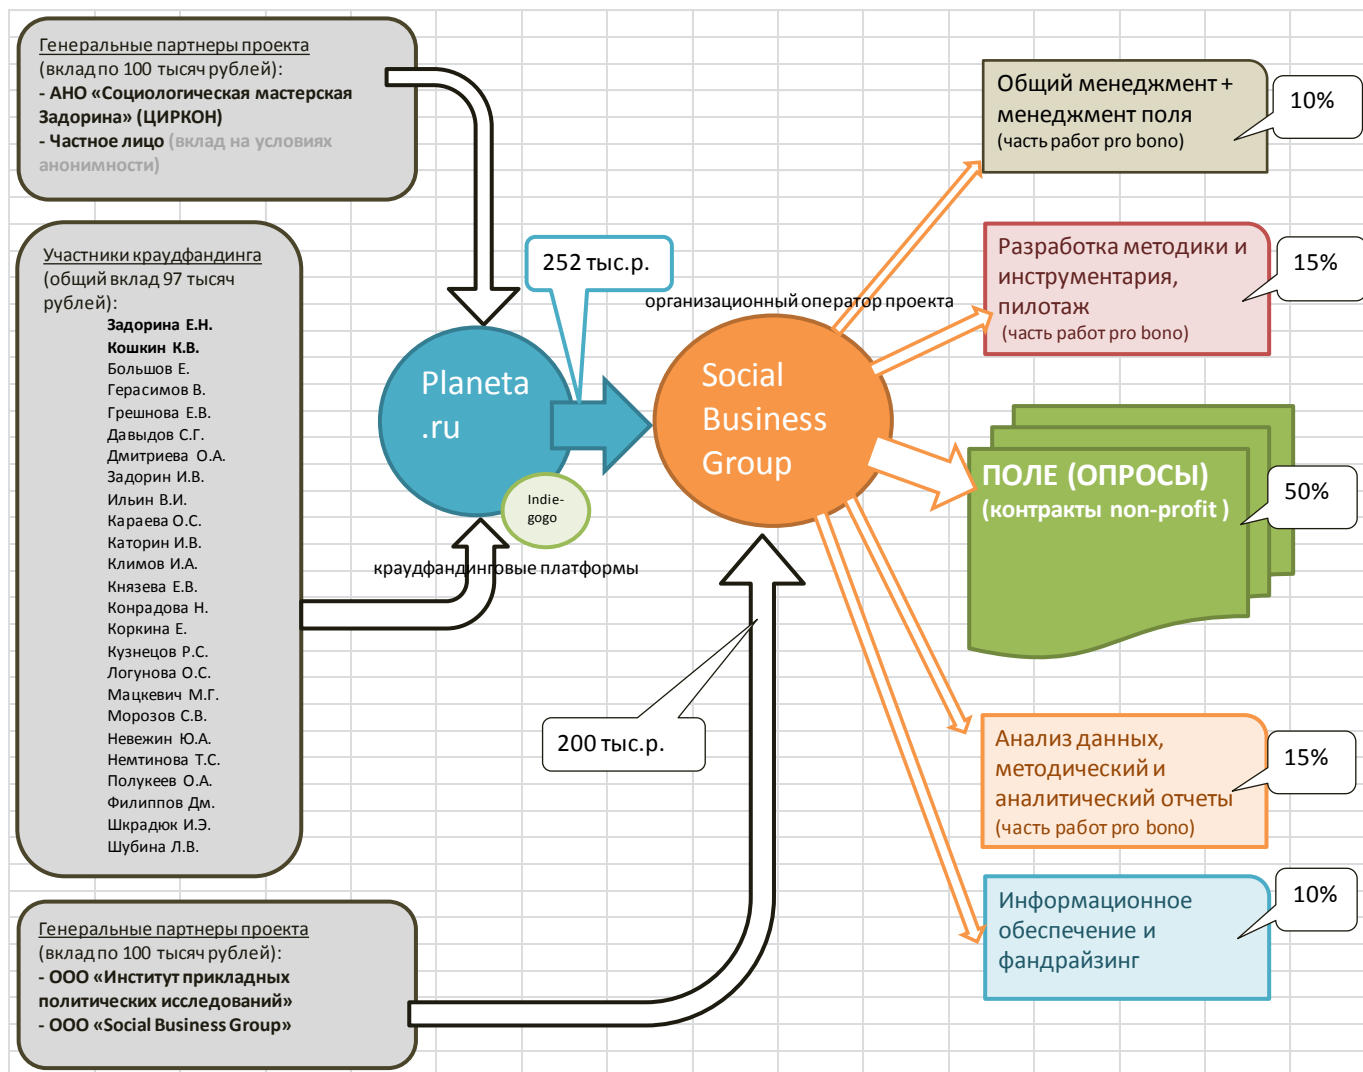 Генеральные партнеры проекта
(вклад по 100 тысяч рублей):
- АНО «Социологическая мастерская
Задорина» (ЦИРКОН)
- Частное лицо (вклад на условиях
анонимности)
Участники краудфандинга
(общий вклад 97 тысяч
рублей):
Задорина Е.Н.
Кошкин К.В.
Большов Е.
Герасимов В.
Грешнова Е.В.
Давыдов С.Г.
Дмитриева О.А.
Задорин И.В.
Ильин В.И.
Караева О.С.
Каторин И.В.
Климов И.А.
Князева Е.В.
Конрадова Н.
Коркина Е.
Кузнецов Р.С.
Логунова О.С.
Мацкевич М.Г.
Морозов С.В.
Невежин Ю.А.
Немтинова Т.С.
Полукеев О.А.
Филиппов Дм.
Шкрадюк И.Э.
Шубина Л.В.
Генеральные партнеры проекта
(вклад по 100 тысяч рублей):
- ООО «Институт прикладных
политических исследований»
- ООО «Social Business Group»
252 тыс.р.
Planeta
.ru
Indie-
gogo
краудфандинговые платформы
организационный оператор проекта
Social
Business
Group
200 тыс.р.
Общий менеджмент +
менеджмент поля
(часть работ pro bono)
10%
Разработка методики и
инструментария,
пилотаж
(часть работ pro bono)
15%
ПОЛЕ (ОПРОСЫ)
(контракты non-profit )
50%
Анализ данных,
методический и
аналитический отчеты
(часть работ pro bono)
15%
Информационное
обеспечение и
фандрайзинг
10%